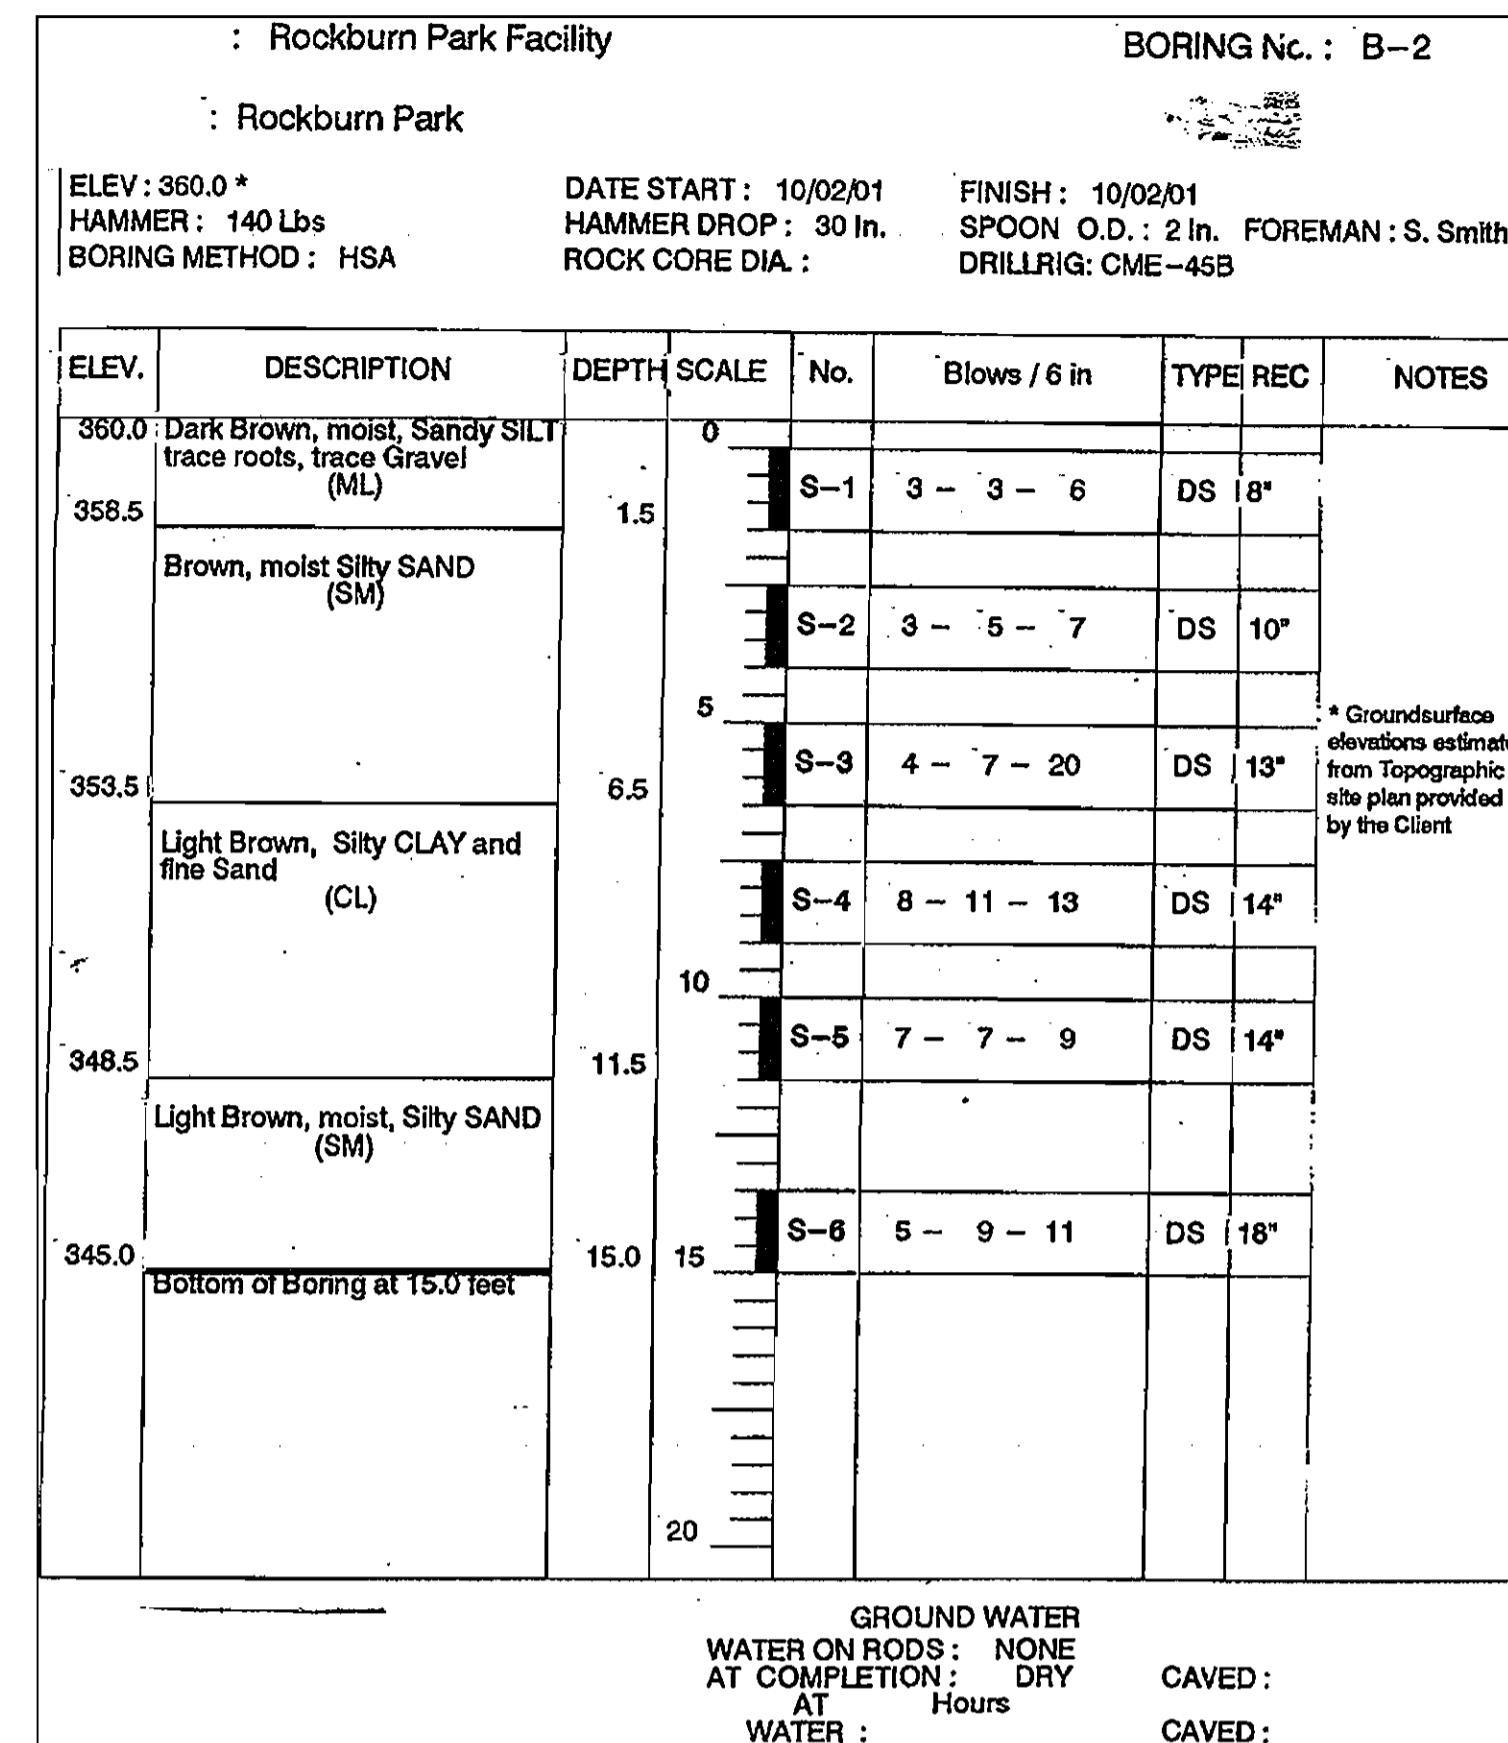 : Rockburn Park Facility
BORING Nc. : B-2
: Rockburn Park
ELEV : 360.0 * DATE START : 10/02/01 FINISH : 10/02/01
HAMMER : 140 Lbs HAMMER DROP : 30 In. SPOON O.D. : 2 In. FOREMAN : S. Smith
BORING METHOD : HSA ROCK CORE DIA. : DRILLRIG: CME-45B
ELEV. DESCRIPTION DEPTH SCALE No. Blows / 6 in TYPE REC NOTES
360.0 Dark Brown, moist, Sandy SILT 0
trace roots, trace Gravel
(ML) S-1 3 - 3 - 6 DS 8"
358.5 1.5
Brown, moist Silty SAND
(SM)
S-2 3 - 5 - 7 DS 10"
5
* Groundsurface
elevations estimat
S-3 4 - 7 - 20 DS 13" from Topographic
353.5 6.5 site plan provided
by the Client
Light Brown, Silty CLAY and
fine Sand
(CL) S-4 8 - 11 - 13 DS 14"
10
S-5 7 - 7 - 9 DS 14"
348.5 11.5
Light Brown, moist, Silty SAND
(SM)
S-6 5 - 9 - 11 DS 18"
345.0 15.0 15
Bottom of Boring at 15.0 feet
20
GROUND WATER
WATER ON RODS : NONE
AT COMPLETION : DRY CAVED :
AT Hours
WATER : CAVED :